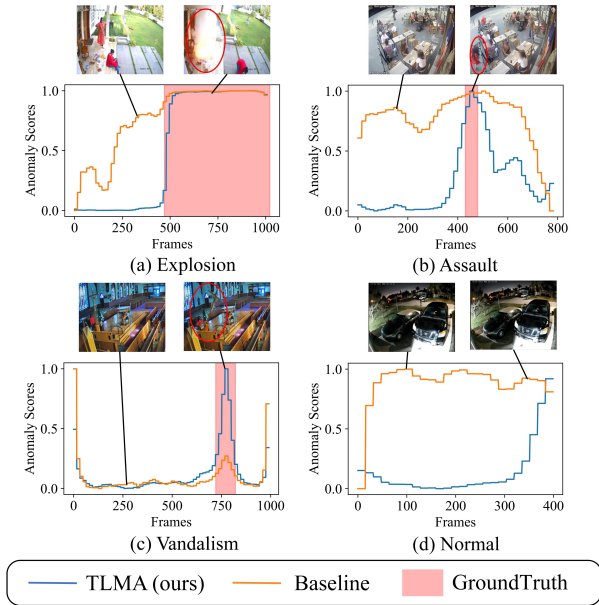 Anomaly Scores
1.0
0.5
0.0
0 250 500 750 1000
Frames
(a) Explosion
Anomaly Scores
1.0
0.5
0.0
0 200 400 600 800
Frames
(b) Assault
Anomaly Scores
1.0
0.5
0.0
0 250 500 750 1000
Frames
(c) Vandalism
Anomaly Scores
1.0
0.5
0.0
0 100 200 300 400
Frames
(d) Normal
TLMA (ours) Baseline GroundTruth